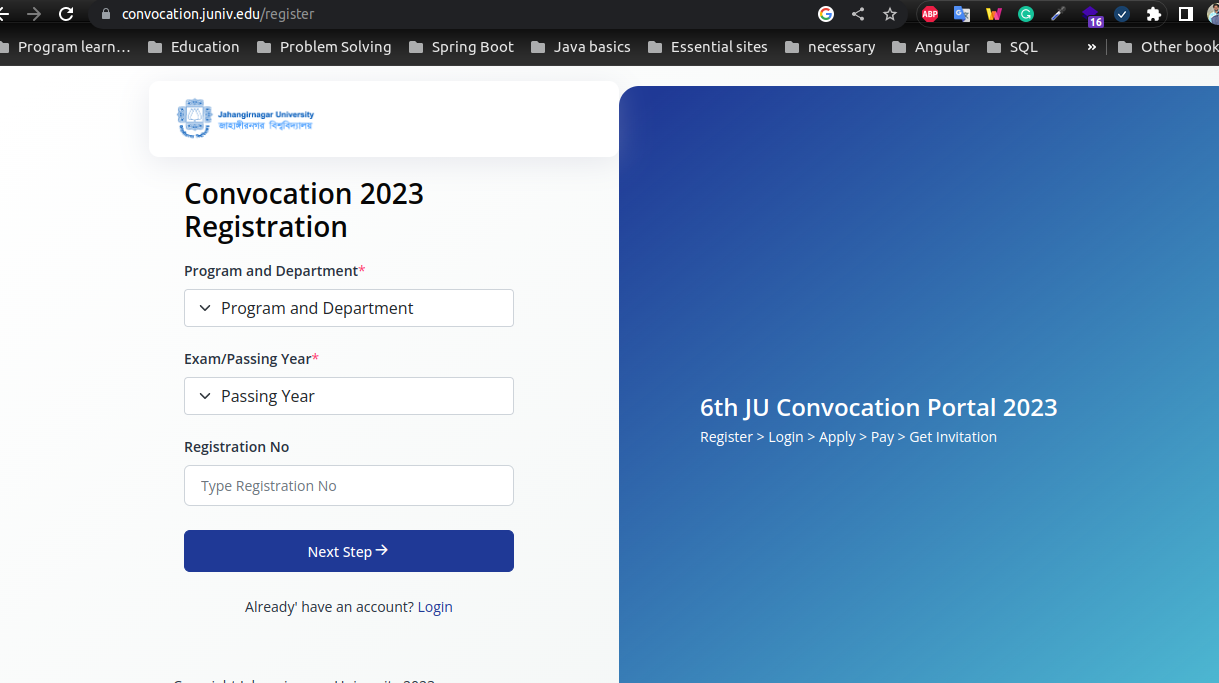 convocation.juniv.edu/register
ABP
16
Program learn... Education Problem Solving Spring Boot Java basics Essential sites necessary Angular SQL » Other book
Jahangirnagar University
জাহাঙ্গীরনগর বিশ্ববিদ্যালয়
Convocation 2023
Registration
Program and Department*
Program and Department
Exam/Passing Year*
Passing Year
Registration No
Type Registration No
Next Step→
Already' have an account? Login
6th JU Convocation Portal 2023
Register > Login > Apply > Pay > Get Invitation